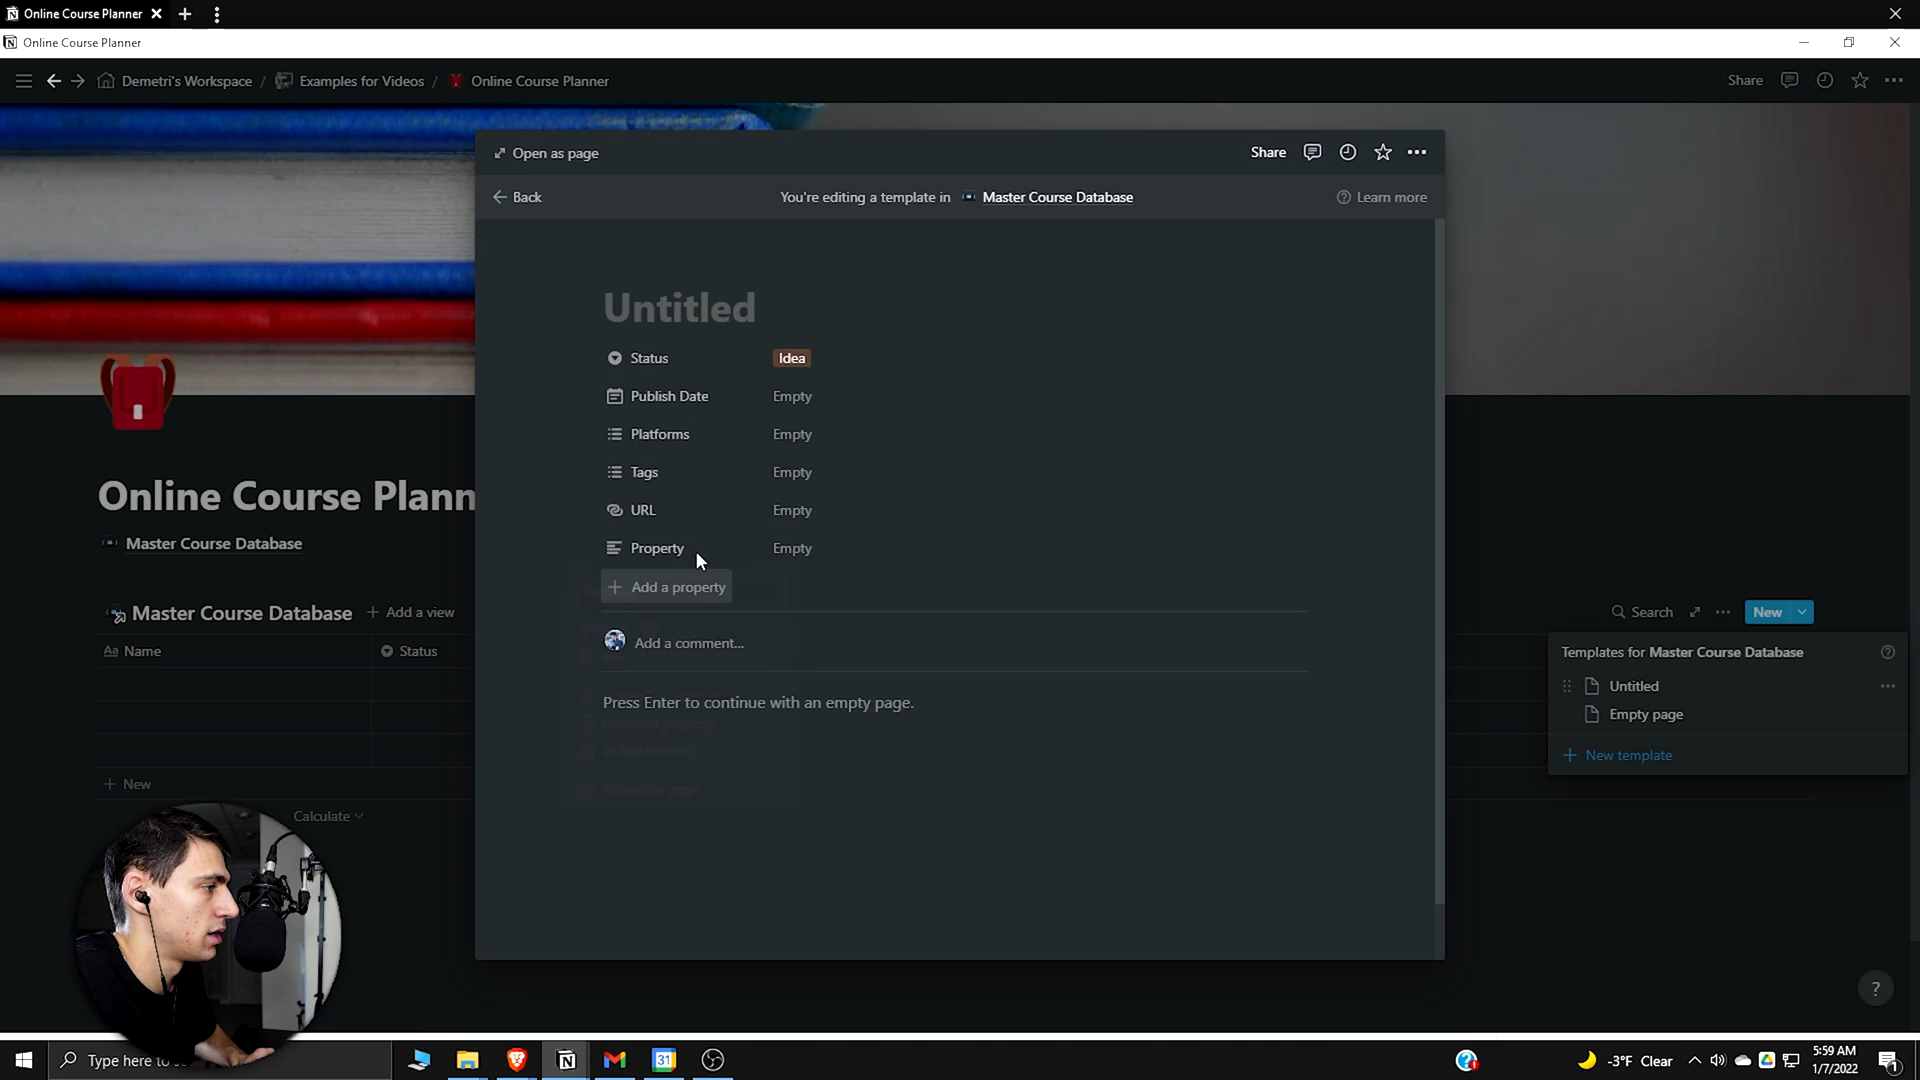 Online Course Planner
Online Course Planner
Demetri's Workspace / Examples for Videos / Online Course Planner
Share
Open as page
Share
Back
You're editing a template in Master Course Database
Learn more
Untitled
Status Idea
Publish Date Empty
Platforms Empty
Tags Empty
URL Empty
Property Empty
+ Add a property
Add a comment...
Press Enter to continue with an empty page.
Online Course Plann
Master Course Database
Master Course Database + Add a view
Search
New
Aa Name
Status
Templates for Master Course Database
Untitled
Empty page
+ New template
+ New
Calculate
?
Type here to
31
-3°F Clear
5:59 AM
1/7/2022
1